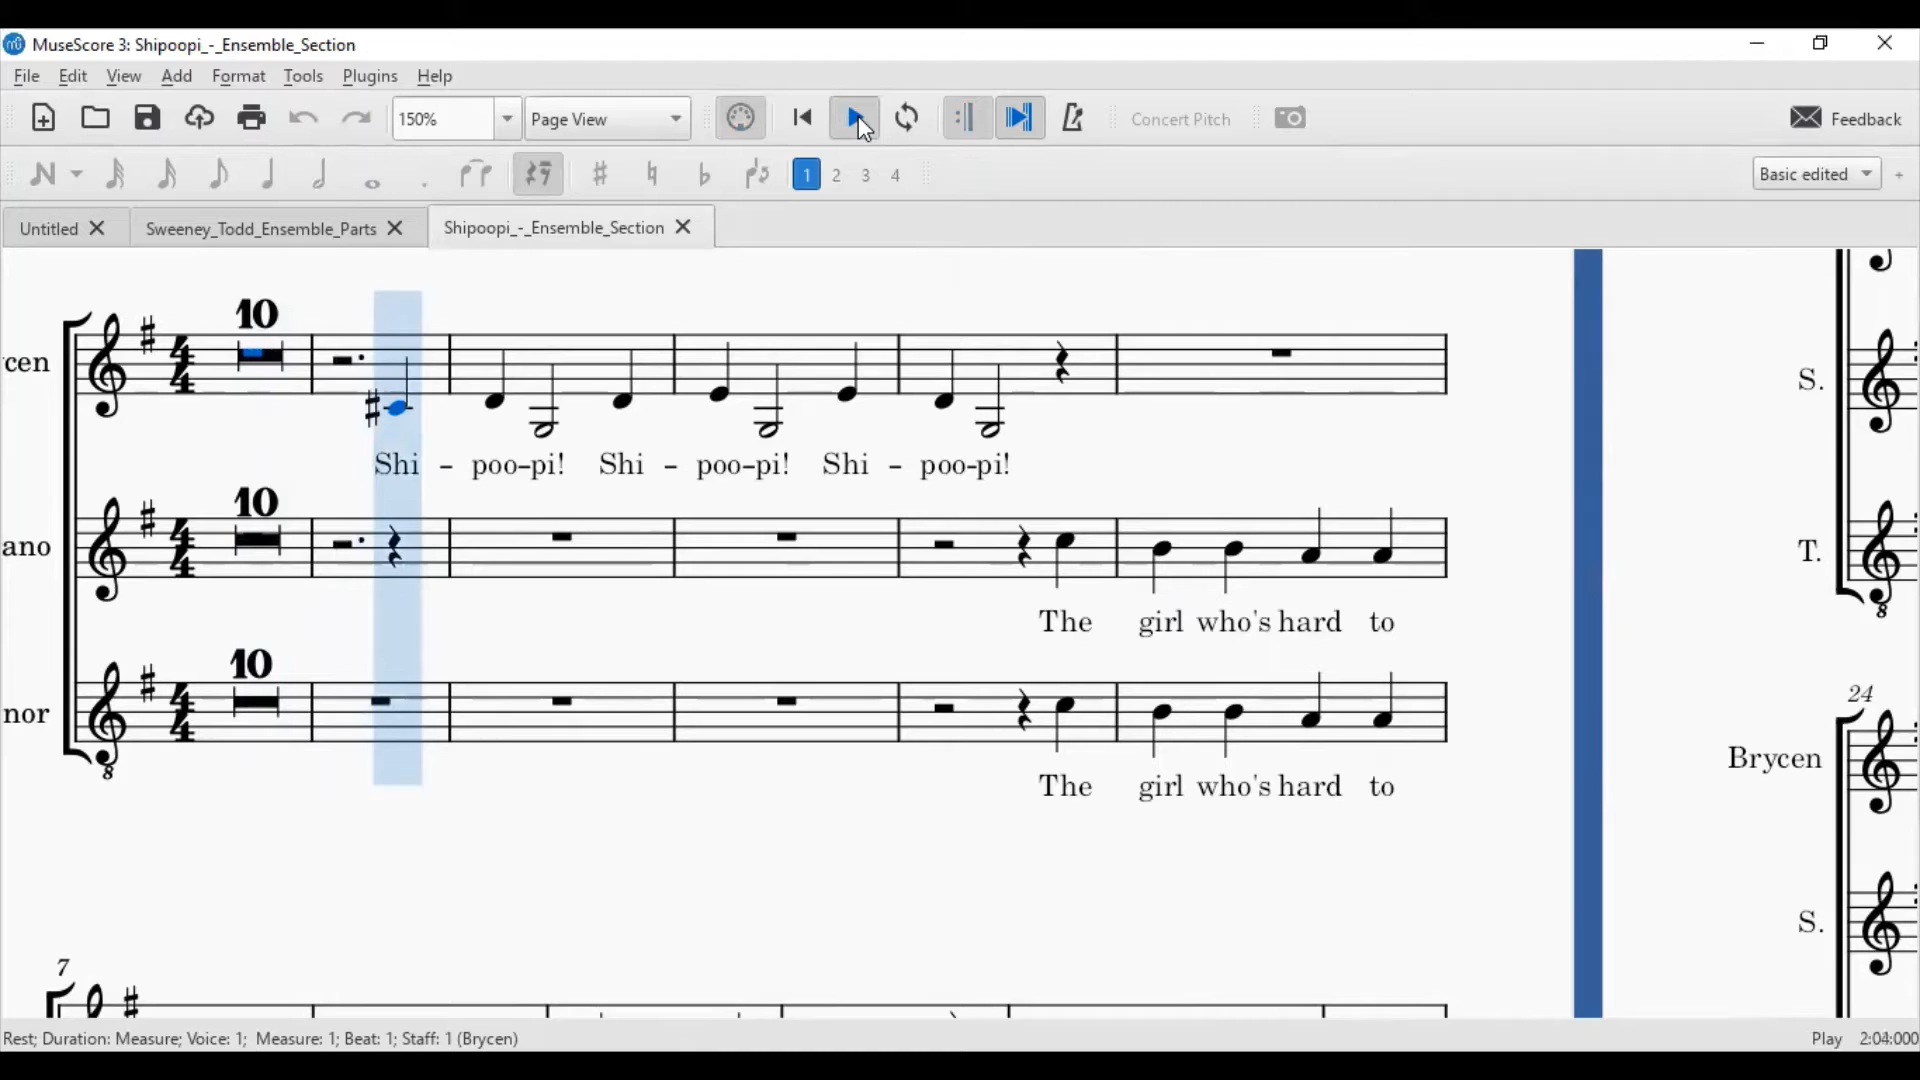 MuseScore 3: Shipoopi_-_Ensemble_Section
File Edit View Add Format Tools Plugins Help
150% Page View Concert Pitch Feedback
1 2 3 4 Basic edited +
Untitled Sweeney_Todd_Ensemble_Parts Shipoopi_-_Ensemble_Section
10
cen
Shi - poo-pi! Shi - poo-pi! Shi - poo-pi!
10
ano
The girl who's hard to
10
nor
8
The girl who's hard to
7
S.
T.
8
24
Brycen
S.
Rest; Duration: Measure; Voice: 1; Measure: 1; Beat: 1; Staff: 1 (Brycen) Play 2:04:000